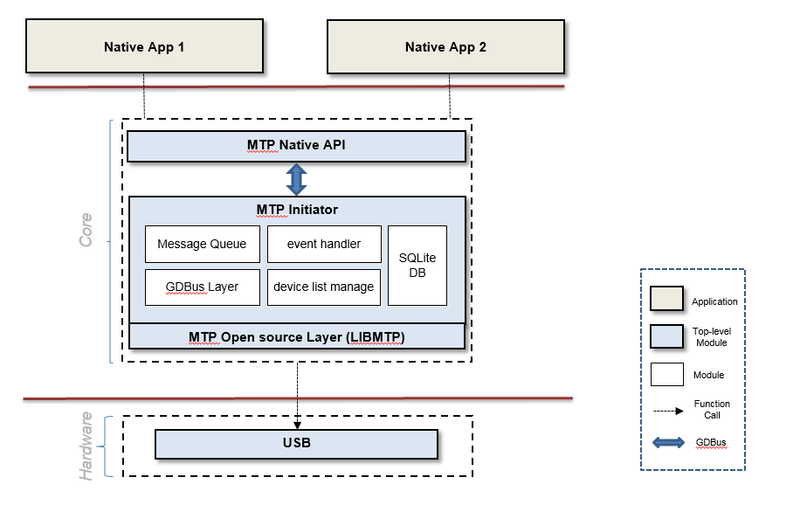 Native App 1
Native App 2
MTP Native API
MTP Initiator
Message Queue
event handler
SQLite
DB
GDBus Layer
device list manage
MTP Open source Layer (LIBMTP)
Core
USB
Hardware
Application
Top-level
Module
Module
Function
Call
GDBus